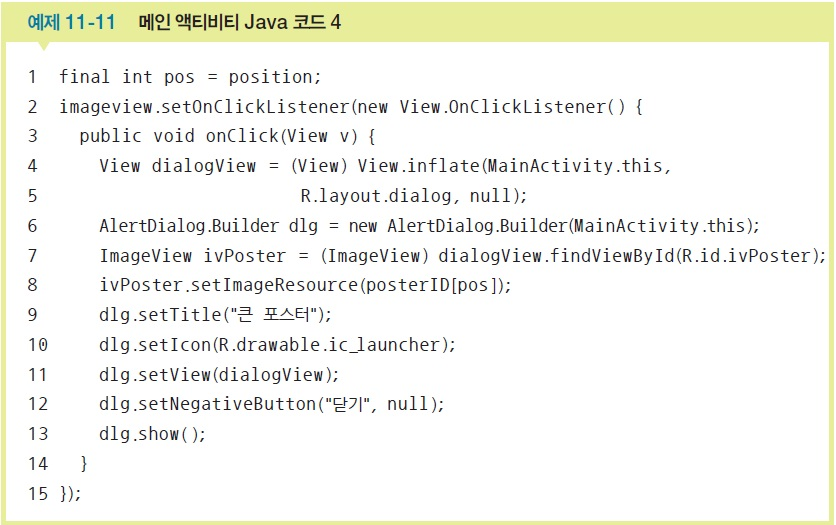 예제 11-11 메인 액티비티 Java 코드 4
1 final int pos = position;
2 imageview.setOnClickListener(new View.OnClickListener() {
3 public void onClick(View v) {
4 View dialogView = (View) View.inflate(MainActivity.this,
5 R.layout.dialog, null);
6 AlertDialog.Builder dlg = new AlertDialog.Builder(MainActivity.this);
7 ImageView ivPoster = (ImageView) dialogView.findViewById(R.id.ivPoster);
8 ivPoster.setImageResource(posterID[pos]);
9 dlg.setTitle("큰 포스터");
10 dlg.setIcon(R.drawable.ic_launcher);
11 dlg.setView(dialogView);
12 dlg.setNegativeButton("닫기", null);
13 dlg.show();
14 }
15 });